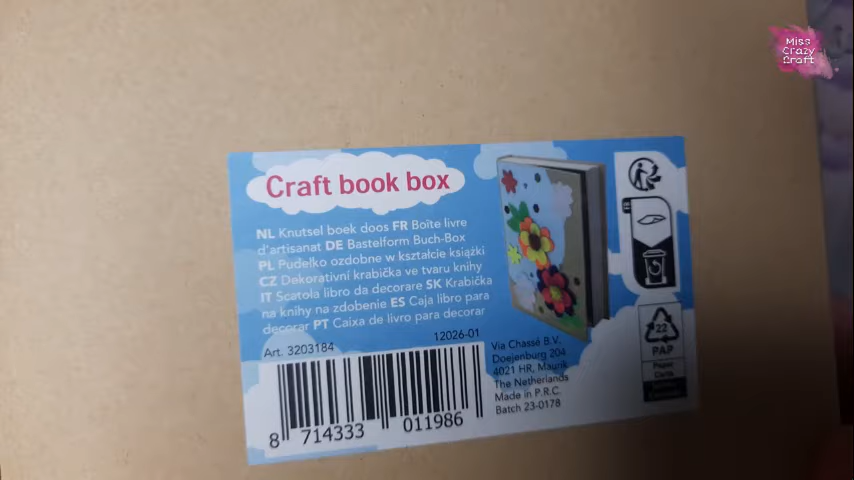 Miss
Crazy
Craft
Craft book box
NL Knutsel boek doos FR Boîte livre
d'artisanat DE Bastelform Buch-Box
PL Pudełko ozdobne w kształcie książki
CZ Dekorativní krabička ve tvaru knihy
IT Scatola libro da decorare SK Krabička
na knihy na zdobenie ES Caja libro para
decorar PT Caixa de livro para decorar
Art. 3203184 12026-01
8 714333 011986
Via Chassé B.V.
Doejenburg 204
4021 HR, Maurik
The Netherlands
Made in P.R.C.
Batch 23-0178
22
PAP